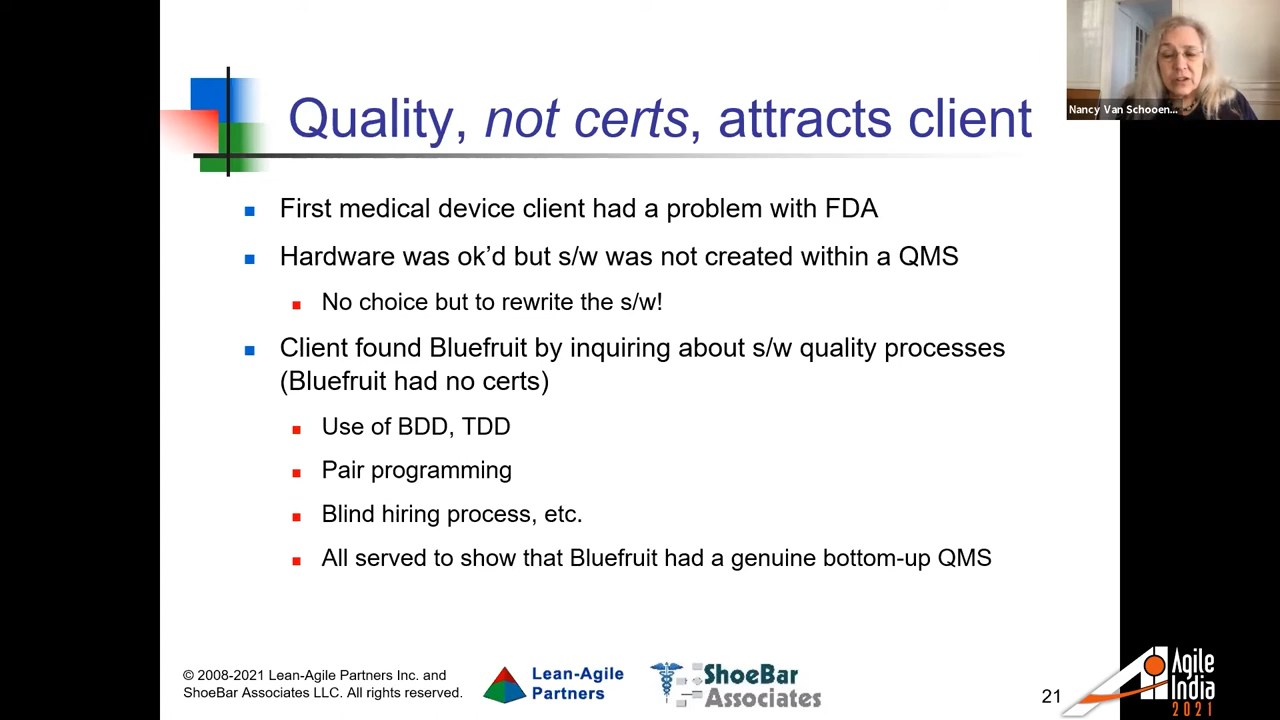 Quality, not certs, attracts client
Nancy Van Schooen...
First medical device client had a problem with FDA
Hardware was ok’d but s/w was not created within a QMS
No choice but to rewrite the s/w!
Client found Bluefruit by inquiring about s/w quality processes
(Bluefruit had no certs)
Use of BDD, TDD
Pair programming
Blind hiring process, etc.
All served to show that Bluefruit had a genuine bottom-up QMS
© 2008-2021 Lean-Agile Partners Inc. and
ShoeBar Associates LLC. All rights reserved.
Lean-Agile
Partners
ShoeBar
Associates
21
Agile
India
2021